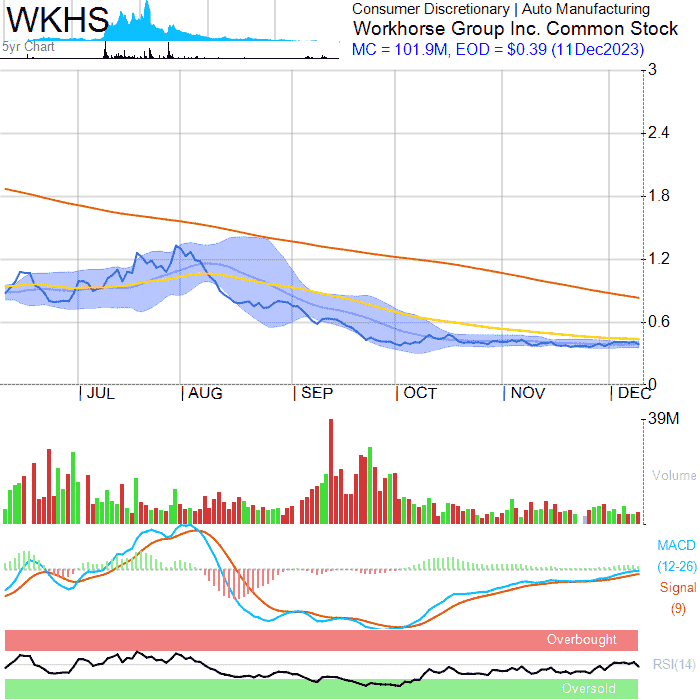 WKHS
Consumer Discretionary | Auto Manufacturing
Workhorse Group Inc. Common Stock
MC = 101.9M, EOD = $0.39 (11Dec2023)
5yr Chart
3
2.4
1.8
1.2
0.6
0
JUL AUG SEP OCT NOV DEC
39M
Volume
MACD
(12-26)
Signal
(9)
Overbought
RSI(14)
Oversold